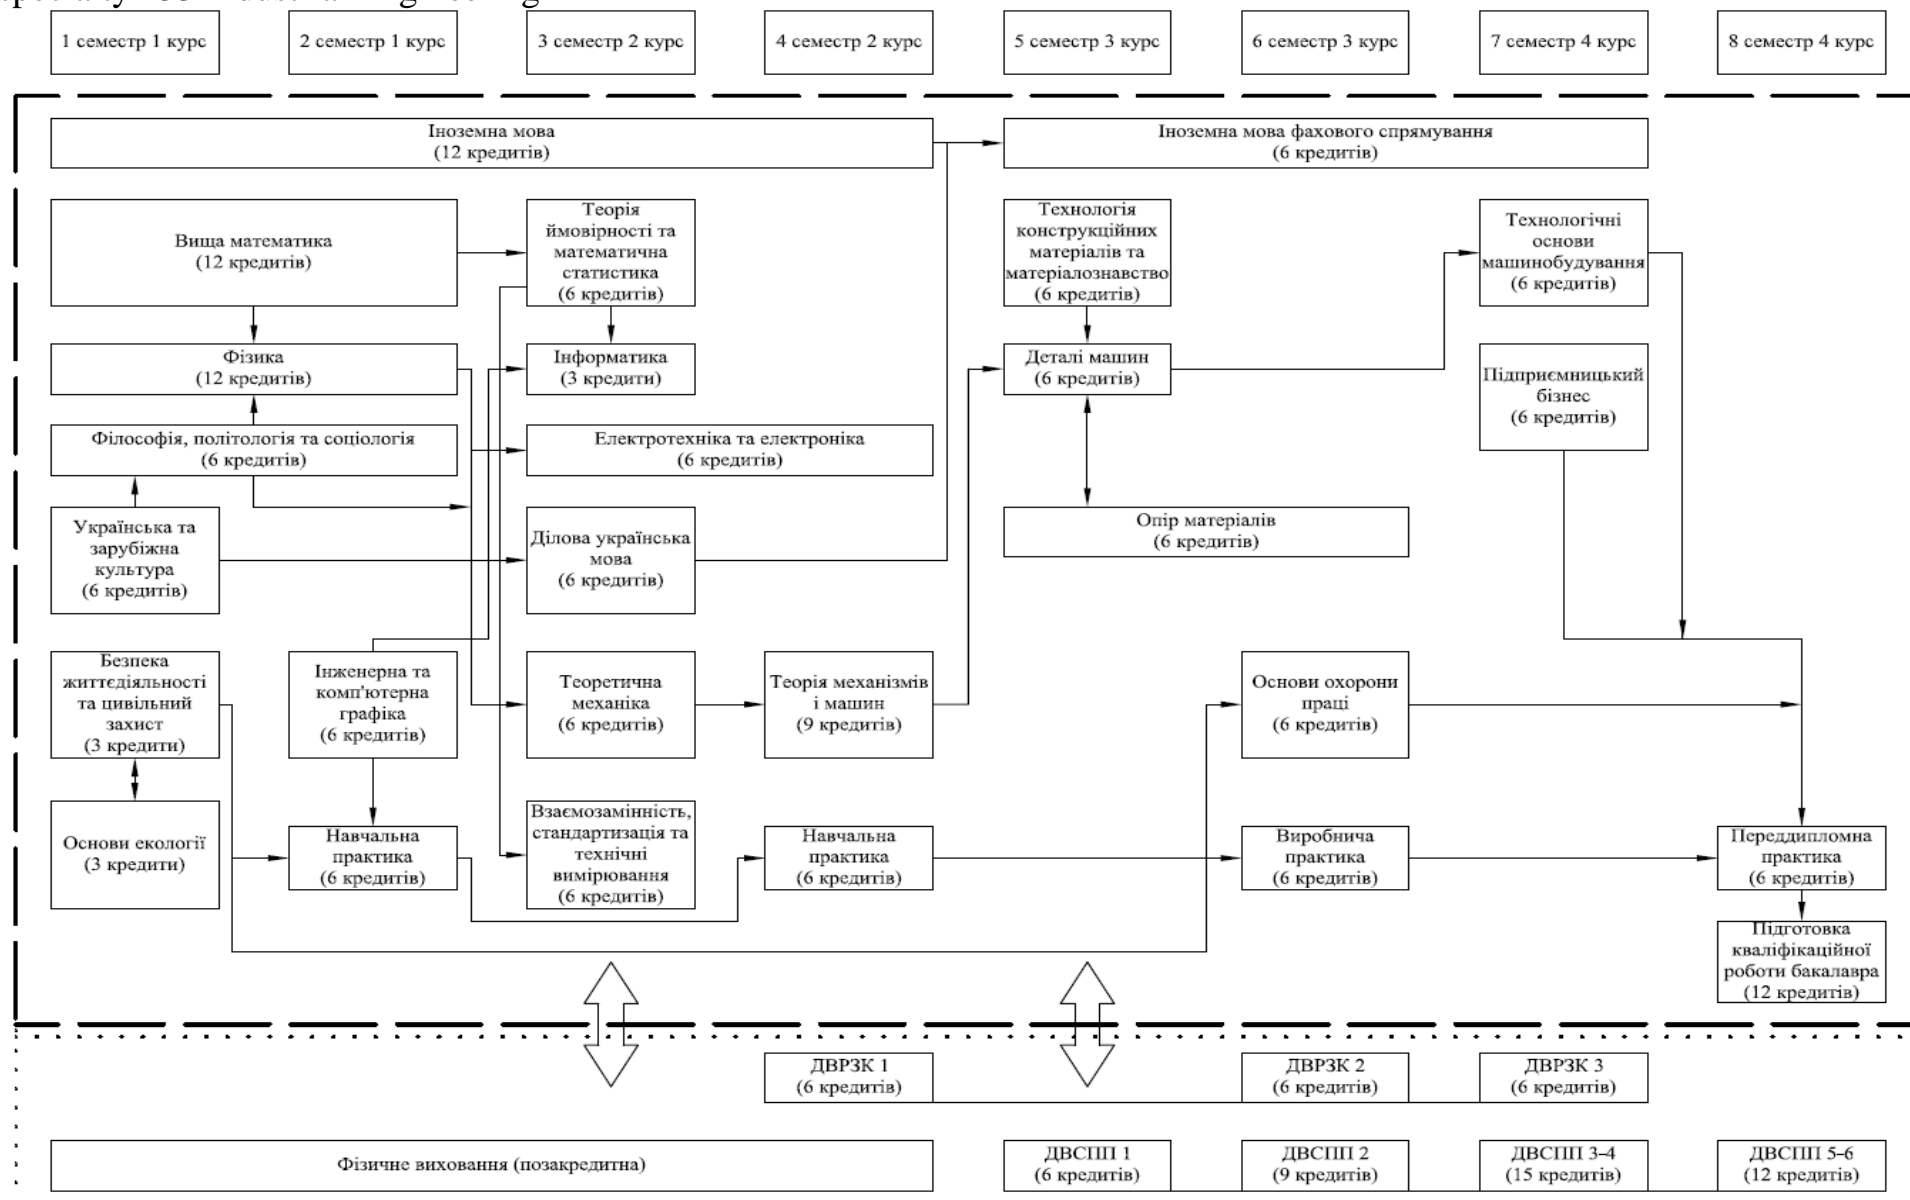 1 семестр 1 курс
2 семестр 1 курс
3 семестр 2 курс
4 семестр 2 курс
5 семестр 3 курс
6 семестр 3 курс
7 семестр 4 курс
8 семестр 4 курс
Іноземна мова
(12 кредитів)
Іноземна мова фахового спрямування
(6 кредитів)
Вища математика
(12 кредитів)
Теорія
ймовірності та
математична
статистика
(6 кредитів)
Технологія
конструкційних
матеріалів та
матеріалознавство
(6 кредитів)
Технологічні
основи
машинобудування
(6 кредитів)
Фізика
(12 кредитів)
Інформатика
(3 кредити)
Деталі машин
(6 кредитів)
Підприємницький
бізнес
(6 кредитів)
Філософія, політологія та соціологія
(6 кредитів)
Електротехніка та електроніка
(6 кредитів)
Українська та
зарубіжна
культура
(6 кредитів)
Ділова українська
мова
(6 кредитів)
Опір матеріалів
(6 кредитів)
Безпека
життєдіяльності
та цивільний
захист
(3 кредити)
Інженерна та
комп'ютерна
графіка
(6 кредитів)
Теоретична
механіка
(6 кредитів)
Теорія механізмів
і машин
(9 кредитів)
Основи охорони
праці
(6 кредитів)
Основи екології
(3 кредити)
Навчальна
практика
(6 кредитів)
Взаємозамінність,
стандартизація та
технічні
вимірювання
(6 кредитів)
Навчальна
практика
(6 кредитів)
Виробнича
практика
(6 кредитів)
Переддипломна
практика
(6 кредитів)
Підготовка
кваліфікаційної
роботи бакалавра
(12 кредитів)
ДВРЗК 1
(6 кредитів)
ДВРЗК 2
(6 кредитів)
ДВРЗК 3
(6 кредитів)
Фізичне виховання (позакредитна)
ДВСПП 1
(6 кредитів)
ДВСПП 2
(9 кредитів)
ДВСПП 3-4
(15 кредитів)
ДВСПП 5-6
(12 кредитів)